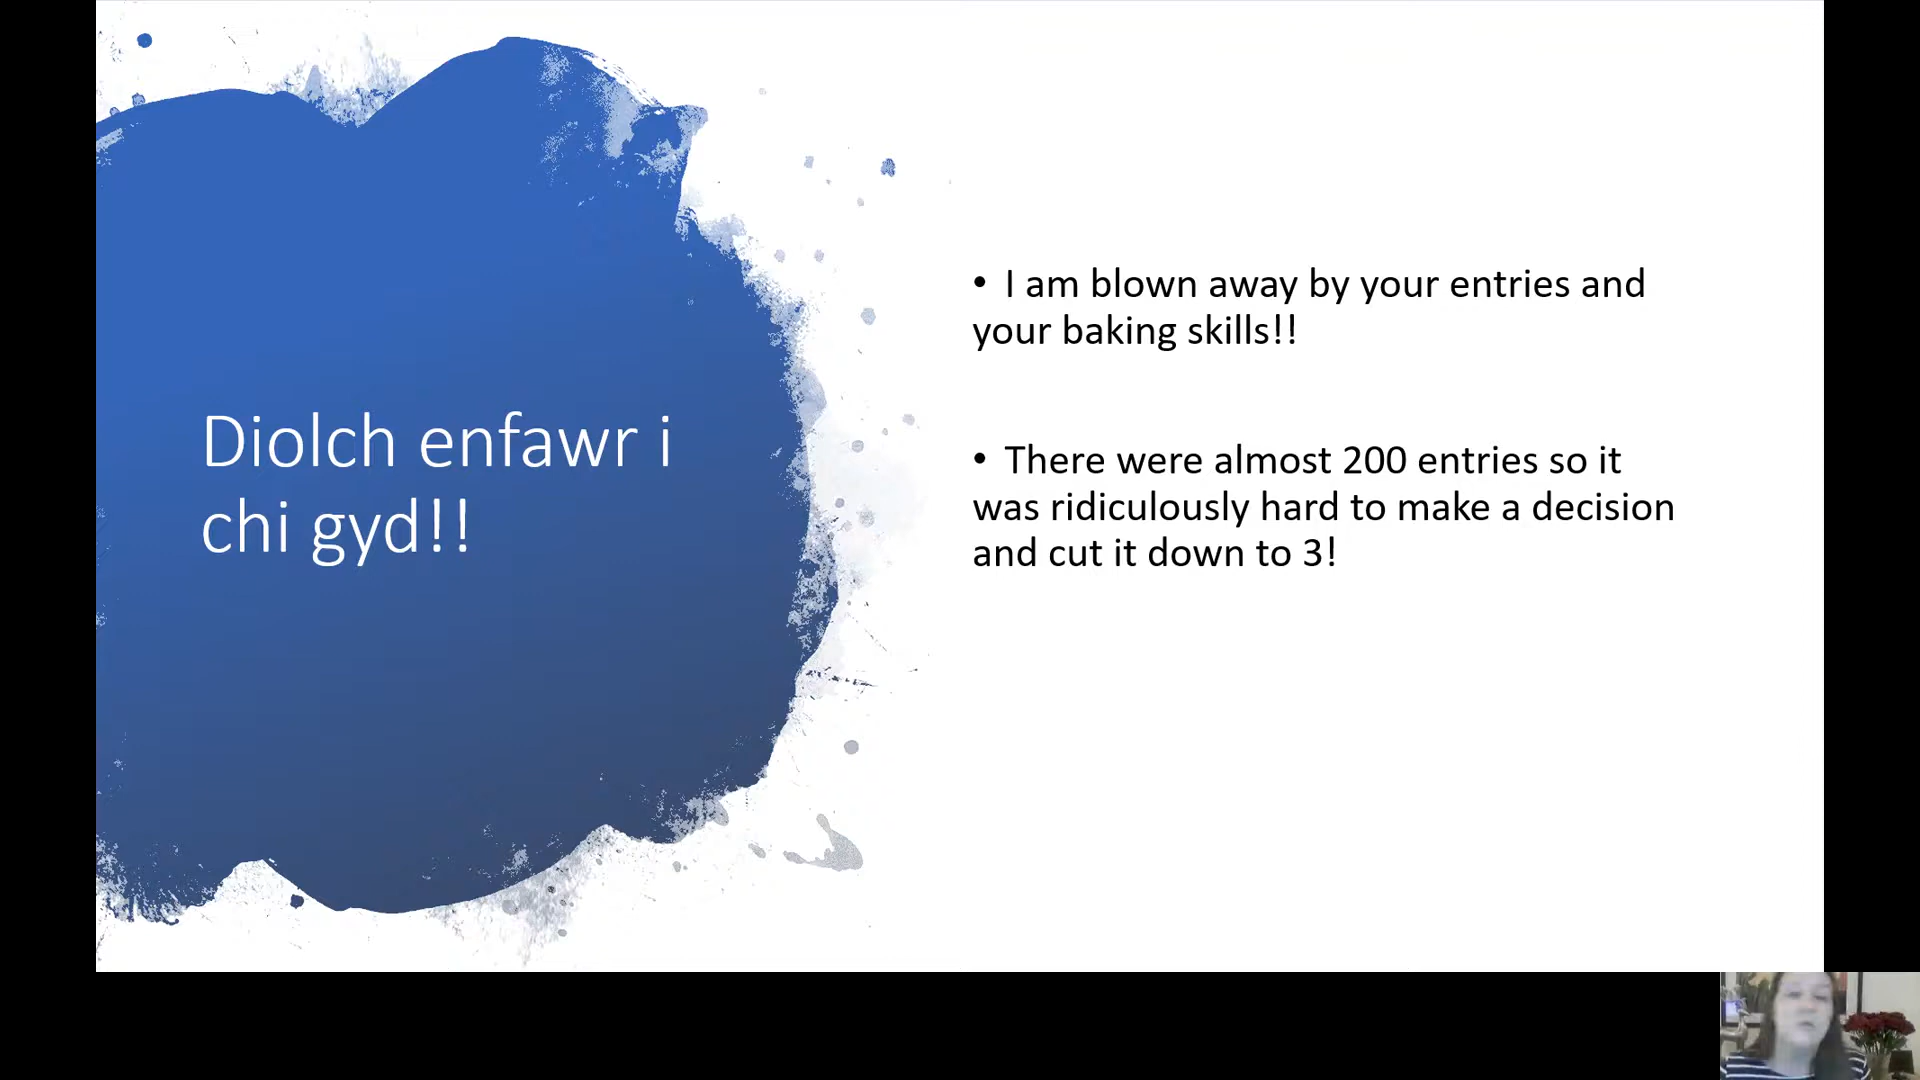 Diolch enfawr i
chi gyd!!
• I am blown away by your entries and
your baking skills!!
• There were almost 200 entries so it
was ridiculously hard to make a decision
and cut it down to 3!